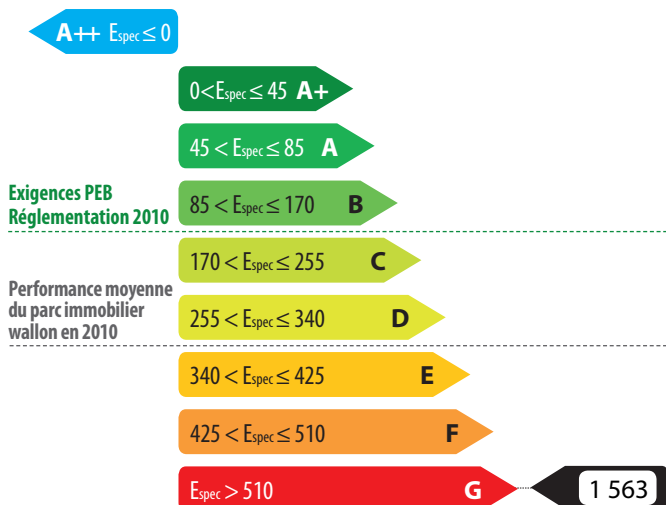 A++ Espec ≤ 0
0 < Espec ≤ 45 A+
45 < Espec ≤ 85 A
Exigences PEB
Réglementation 2010
85 < Espec ≤ 170 B
170 < Espec ≤ 255 C
Performance moyenne
du parc immobilier
wallon en 2010
255 < Espec ≤ 340 D
340 < Espec ≤ 425 E
425 < Espec ≤ 510 F
Espec > 510 G
1 563